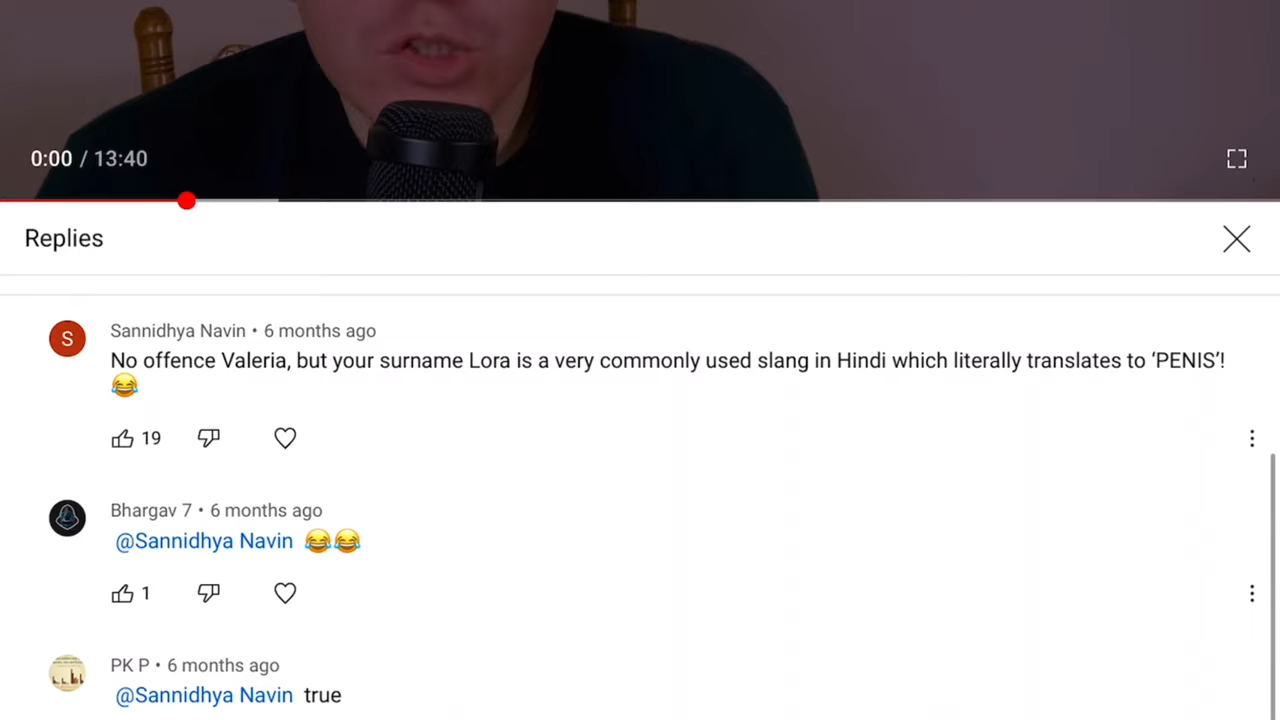 0:00 / 13:40
Replies
Sannidhya Navin • 6 months ago
No offence Valeria, but your surname Lora is a very commonly used slang in Hindi which literally translates to ‘PENIS’!
😂
19
Bhargav 7 • 6 months ago
@Sannidhya Navin 😂😂
1
PK P • 6 months ago
@Sannidhya Navin true